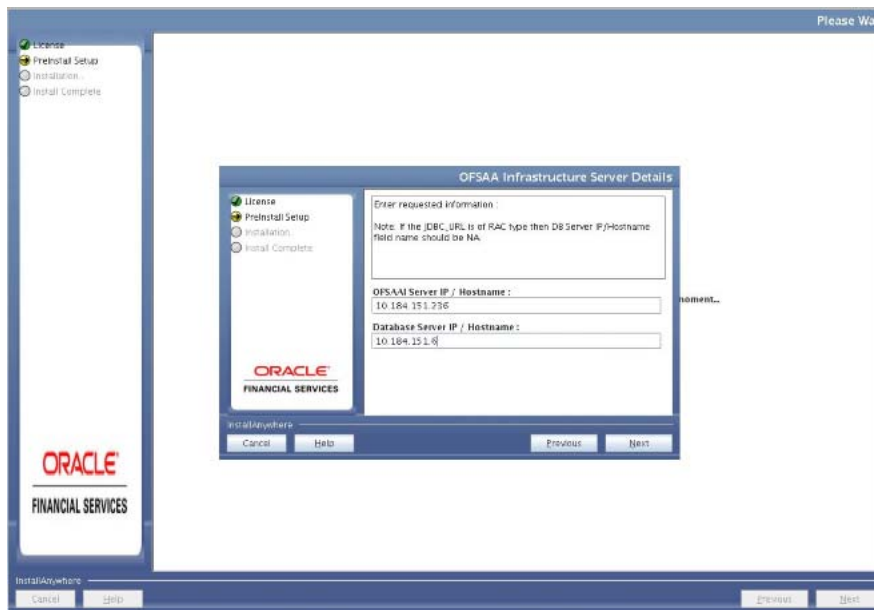 Please Wa
License
PreInstall Setup
Installation...
Install Complete
OFSAA Infrastructure Server Details
License
PreInstall Setup
Installation...
Install Complete
Enter requested information :
Note: If the JDBC_URL is of RAC type then DB Server IP/Hostname
field name should be NA.
OFSAAI Server IP / Hostname :
10.184.151.236
Database Server IP / Hostname :
10.184.151.6
noment...
ORACLE
FINANCIAL SERVICES
InstallAnywhere
Cancel
Help
Previous
Next
ORACLE
FINANCIAL SERVICES
InstallAnywhere
Cancel
Help
Previous
Next